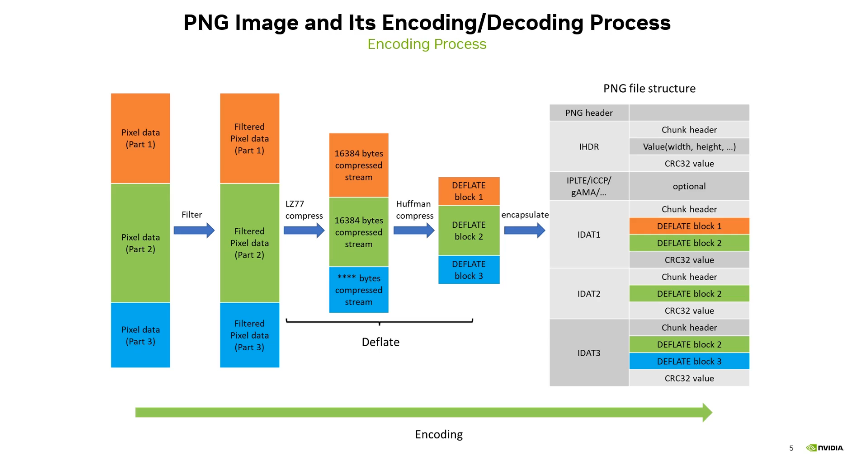 PNG Image and Its Encoding/Decoding Process
Encoding Process
Pixel data
(Part 1)
Pixel data
(Part 2)
Pixel data
(Part 3)
Filter
Filtered
Pixel data
(Part 1)
Filtered
Pixel data
(Part 2)
Filtered
Pixel data
(Part 3)
LZ77
compress
16384 bytes
compressed
stream
16384 bytes
compressed
stream
**** bytes
compressed
stream
Huffman
compress
DEFLATE
block 1
DEFLATE
block 2
DEFLATE
block 3
Deflate
encapsulate
PNG file structure
PNG header
IHDR
Chunk header
Value(width, height, ...)
CRC32 value
IPLTE/iCCP/
gAMA/...
optional
IDAT1
Chunk header
DEFLATE block 1
DEFLATE block 2
CRC32 value
IDAT2
Chunk header
DEFLATE block 2
CRC32 value
IDAT3
Chunk header
DEFLATE block 2
DEFLATE block 3
CRC32 value
Encoding
5
NVIDIA